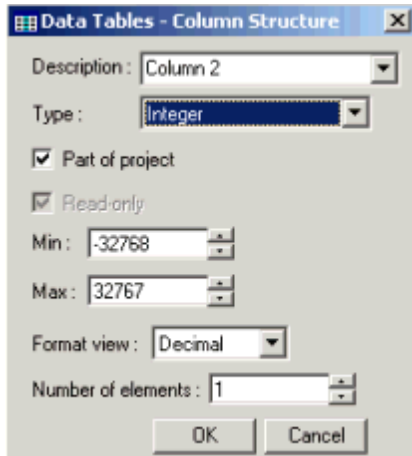 Data Tables - Column Structure
Description : Column 2
Type : Integer
Part of project
Read-only
Min : -32768
Max : 32767
Format view : Decimal
Number of elements : 1
OK Cancel